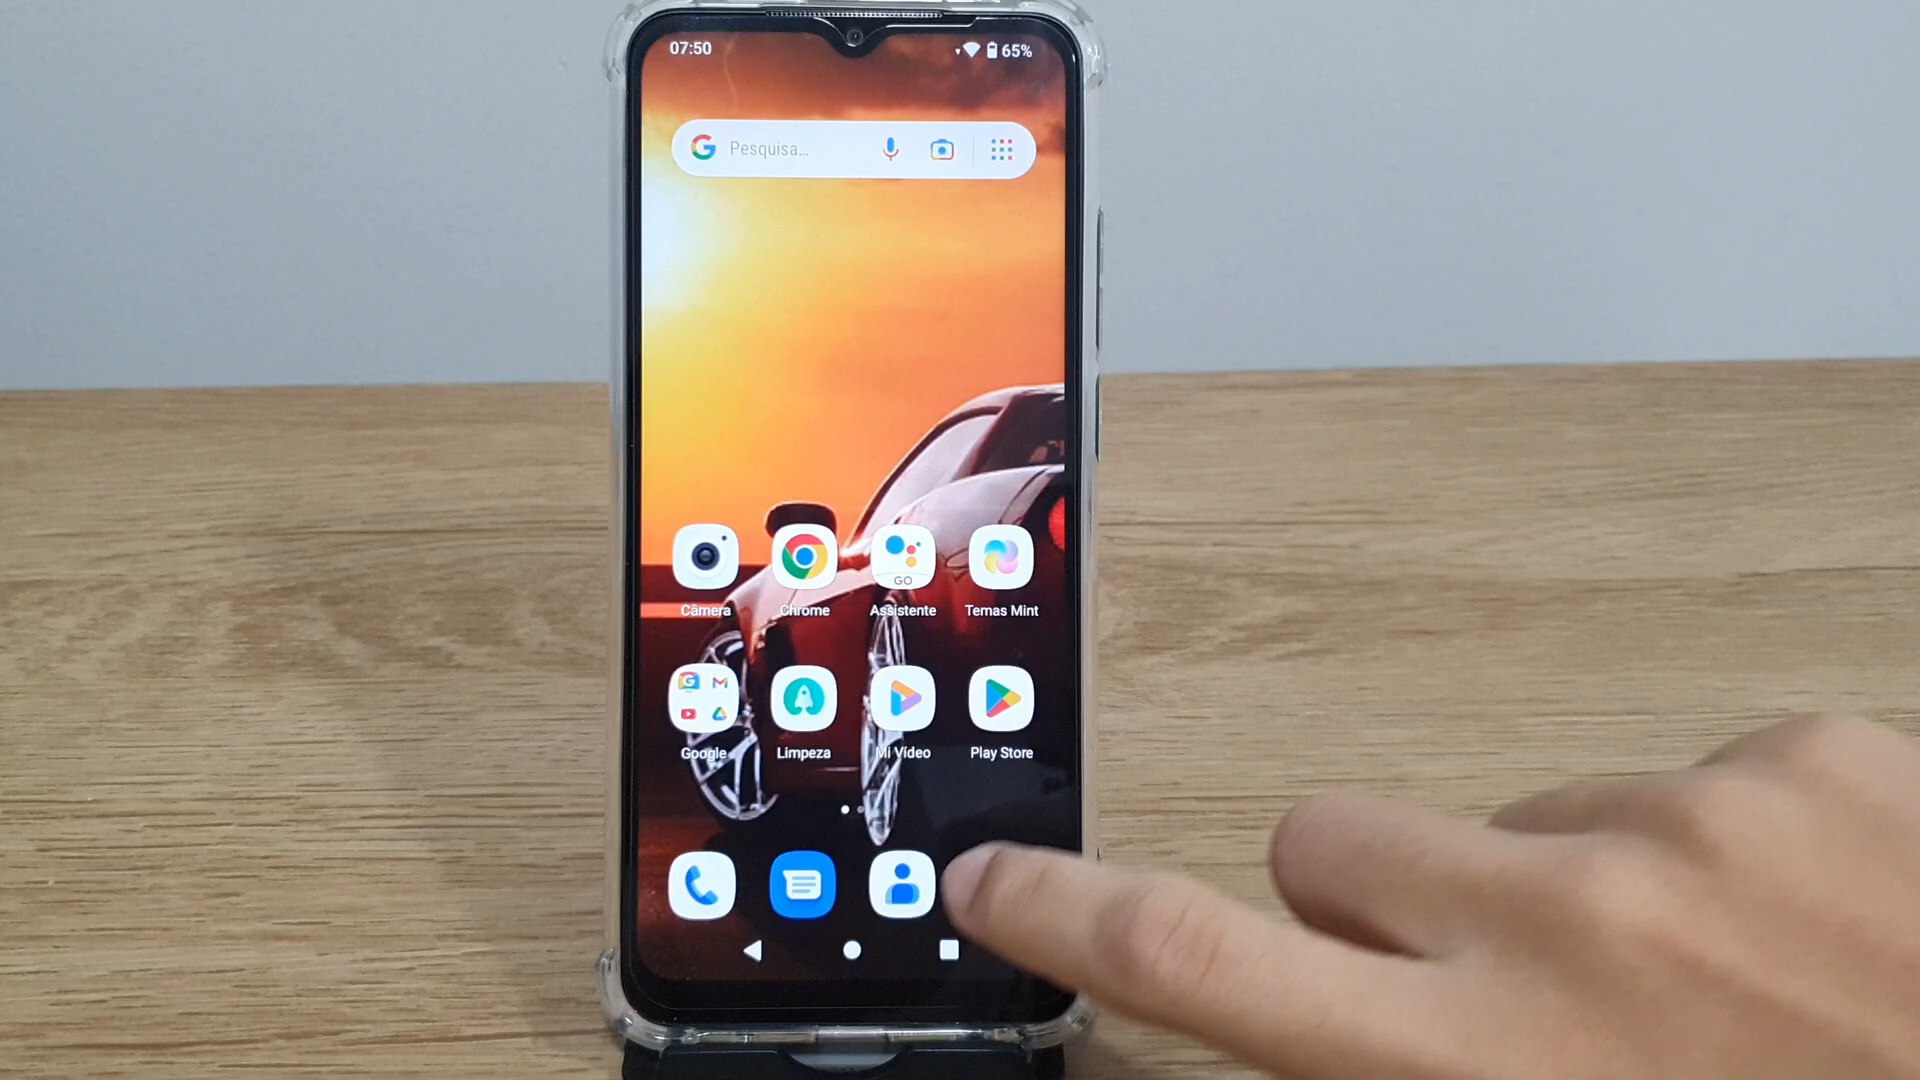 07:50
65%
Pesquisa...
GO
Câmera
Chrome
Assistente
Temas Mint
Google
Limpeza
Mi Vídeo
Play Store